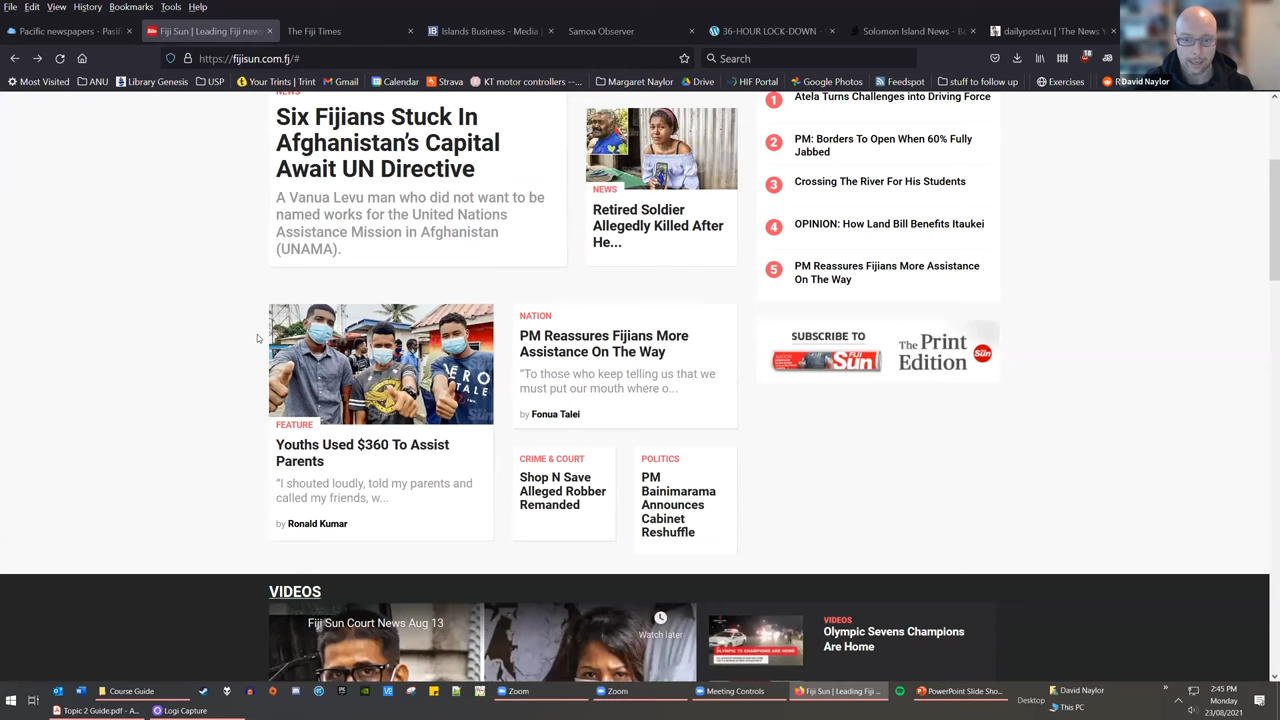 File Edit View History Bookmarks Tools Help
Pacific newspapers - Pasifi
Fiji Sun | Leading Fiji news
The Fiji Times
Islands Business - Media |
Samoa Observer
36-HOUR LOCK-DOWN -
Solomon Island News - B
dailypost.vu | 'The News Y
https://fijisun.com.fj/#
Search
18
Most Visited
ANU
Library Genesis
USP
Your Trints | Trint
Gmail
Calendar
Strava
KT motor controllers –...
Margaret Naylor
Drive
HIF Portal
Google Photos
Feedspot
stuff to follow up
Exercises
David Naylor
NEWS
Six Fijians Stuck In
Afghanistan's Capital
Await UN Directive
A Vanua Levu man who did not want to be
named works for the United Nations
Assistance Mission in Afghanistan
(UNAMA).
NEWS
Retired Soldier
Allegedly Killed After
He...
1 Atela Turns Challenges into Driving Force
2 PM: Borders To Open When 60% Fully
Jabbed
3 Crossing The River For His Students
4 OPINION: How Land Bill Benefits Itaukei
5 PM Reassures Fijians More Assistance
On The Way
SUBSCRIBE TO
FIJI Sun
The Print
Edition
Sun
FEATURE
Youths Used $360 To Assist
Parents
“I shouted loudly, told my parents and
called my friends, w...
by Ronald Kumar
NATION
PM Reassures Fijians More
Assistance On The Way
“To those who keep telling us that we
must put our mouth where o...
by Fonua Talei
CRIME & COURT
Shop N Save
Alleged Robber
Remanded
POLITICS
PM
Bainimarama
Announces
Cabinet
Reshuffle
VIDEOS
Fiji Sun Court News Aug 13
Watch later
VIDEOS
Olympic Sevens Champions
Are Home
Course Guide
Zoom
Zoom
Meeting Controls
Fiji Sun | Leading Fiji ...
PowerPoint Slide Sho...
Desktop
David Naylor
This PC
Topic 2 Guide.pdf - A...
Logi Capture
2:45 PM
Monday
23/08/2021